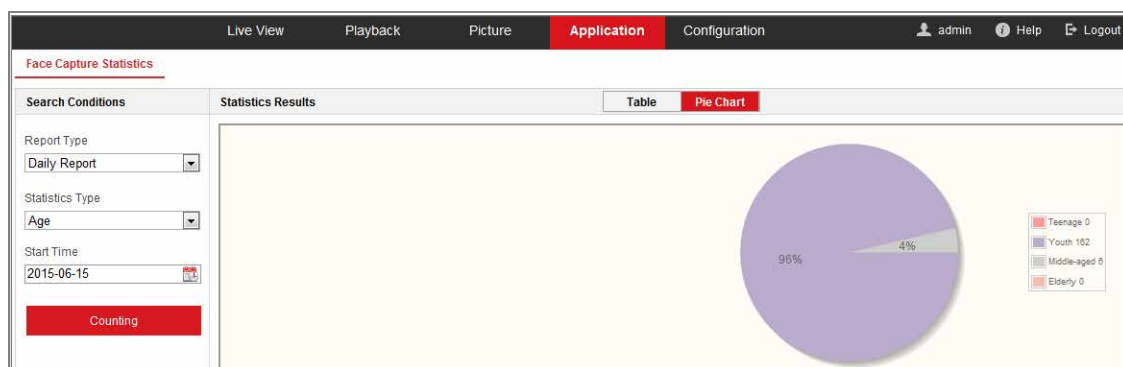 Live View Playback Picture Application Configuration admin Help Logout
Face Capture Statistics
Search Conditions
Statistics Results
Table Pie Chart
Report Type
Daily Report
Statistics Type
Age
Start Time
2015-06-15
Counting
96%
4%
Teenage 0
Youth 162
Middle-aged 6
Elderly 0